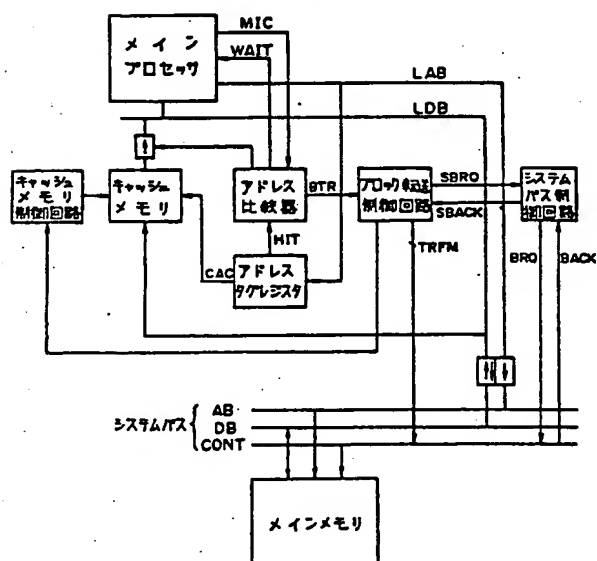 メイン
プロセッサ
MIC
WAIT
LAB
LDB
キャッシュ
メモリ
制御回路
キャッシュ
メモリ
アドレス
比較器
BTR
ブロック転送
制御回路
SBRQ
SBACK
システム
バス制
御回路
HIT
CAC
アドレス
タグレジスタ
TRFM
BRQ
BACK
システムバス
AB
DB
CONT
メインメモリ